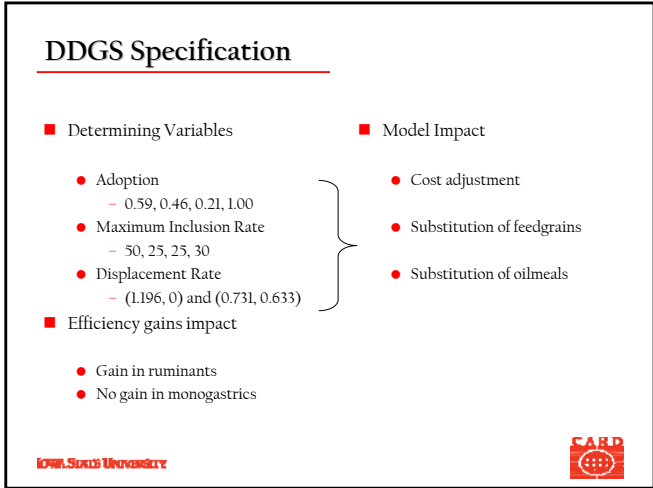 DDGS Specification
Determining Variables
Adoption
– 0.59, 0.46, 0.21, 1.00
Maximum Inclusion Rate
– 50, 25, 25, 30
Displacement Rate
– (1.196, 0) and (0.731, 0.633)
Efficiency gains impact
Gain in ruminants
No gain in monogastrics
Model Impact
Cost adjustment
Substitution of feedgrains
Substitution of oilmeals
IOWA STATE UNIVERSITY
CARD